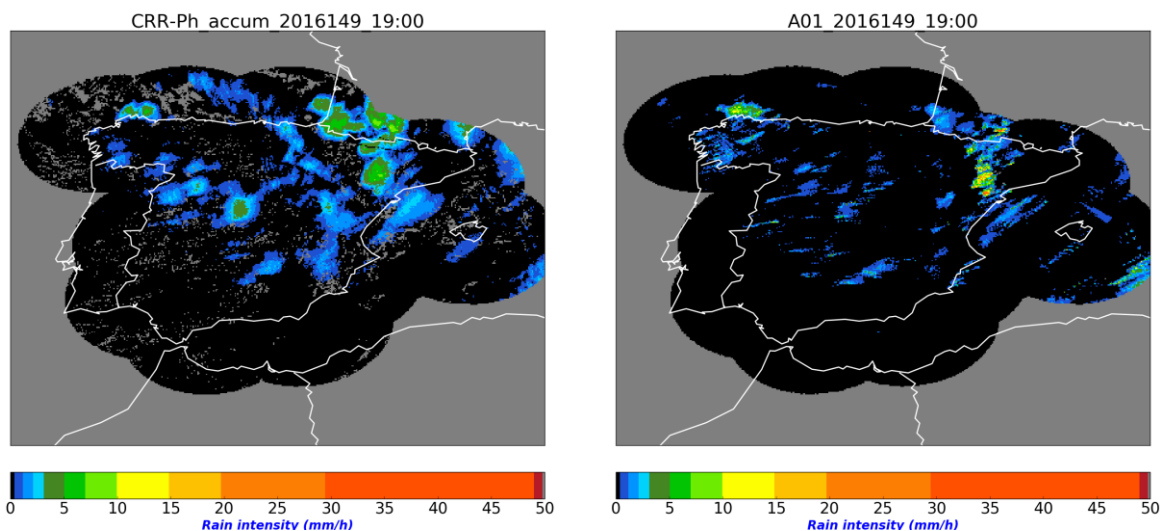 CRR-Ph_accum_2016149_19:00
A01_2016149_19:00
0 5 10 15 20 25 30 35 40 45 50
Rain intensity (mm/h)
0 5 10 15 20 25 30 35 40 45 50
Rain intensity (mm/h)